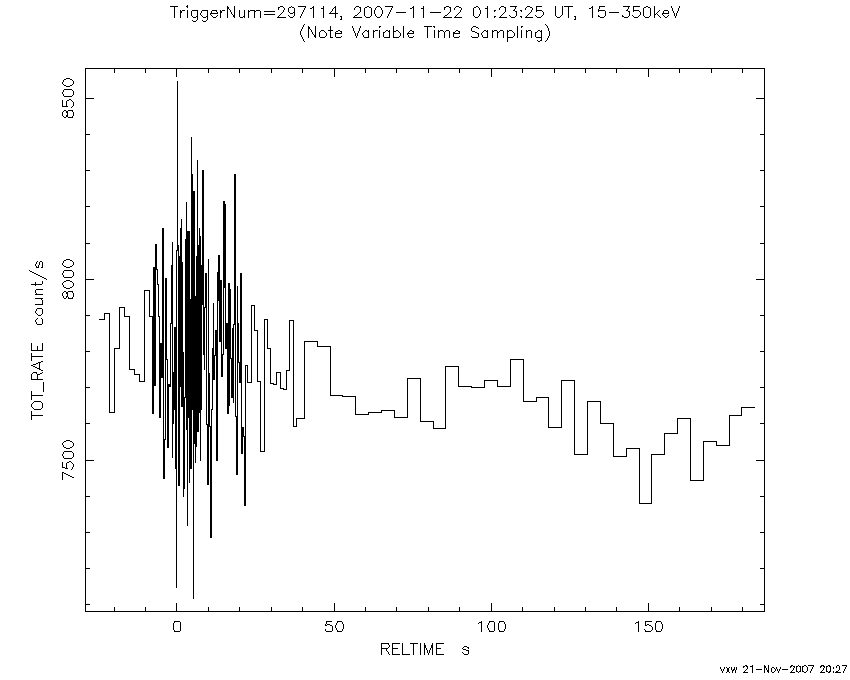 TriggerNum=297114, 2007-11-22 01:23:25 UT, 15-350keV
(Note Variable Time Sampling)
TOT_RATE count/s
8500
8000
7500
0 50 100 150
RELTIME s
vxw 21-Nov-2007 20:27